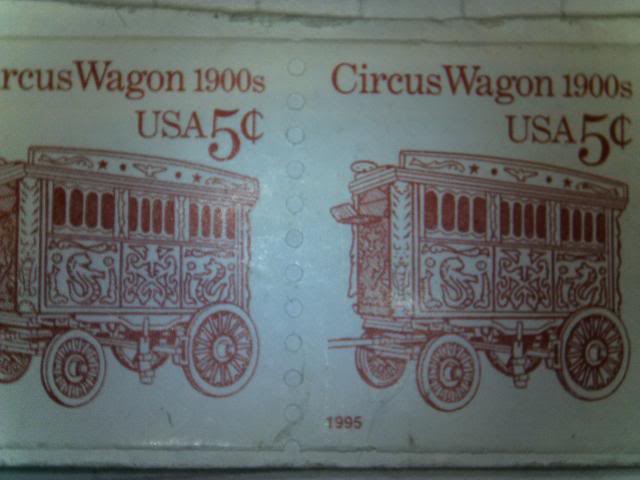 rcus Wagon 1900s
USA 5¢
Circus Wagon 1900s
USA 5¢
1995